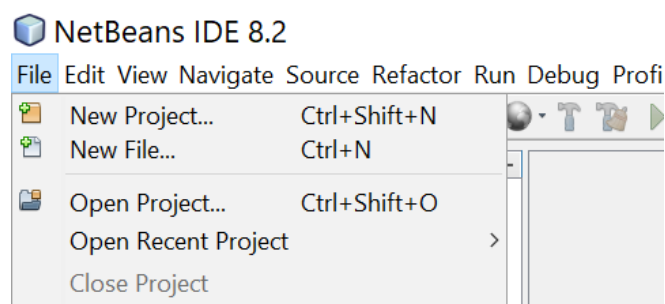 NetBeans IDE 8.2
File Edit View Navigate Source Refactor Run Debug Profi
New Project... Ctrl+Shift+N
New File... Ctrl+N
Open Project... Ctrl+Shift+O
Open Recent Project
Close Project